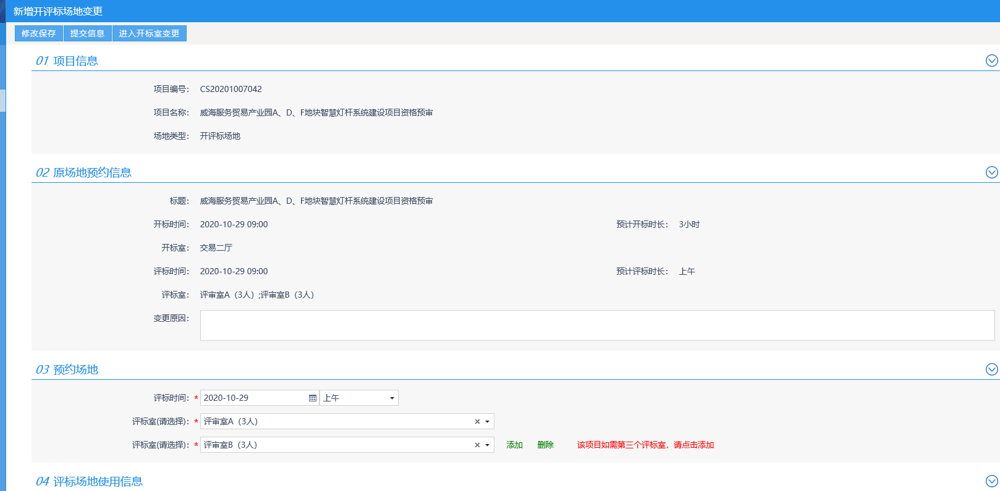 新增开评标场地变更
修改保存 提交信息 进入开标室变更
01 项目信息
项目编号： CS20201007042
项目名称： 威海服务贸易产业园A、D、F地块智慧灯杆系统建设项目资格预审
场地类型： 开评标场地
02 原场地预约信息
标题： 威海服务贸易产业园A、D、F地块智慧灯杆系统建设项目资格预审
开标时间： 2020-10-29 09:00 预计开标时长： 3小时
开标室： 交易二厅
评标时间： 2020-10-29 09:00 预计评标时长： 上午
评标室： 评审室A（3人）;评审室B（3人）
变更原因：
03 预约场地
评标时间： * 2020-10-29 上午
评标室(请选择)： * 评审室A（3人）
评标室(请选择)： * 评审室B（3人） 添加 删除 该项目如需第三个评标室，请点击添加
04 评标场地使用信息